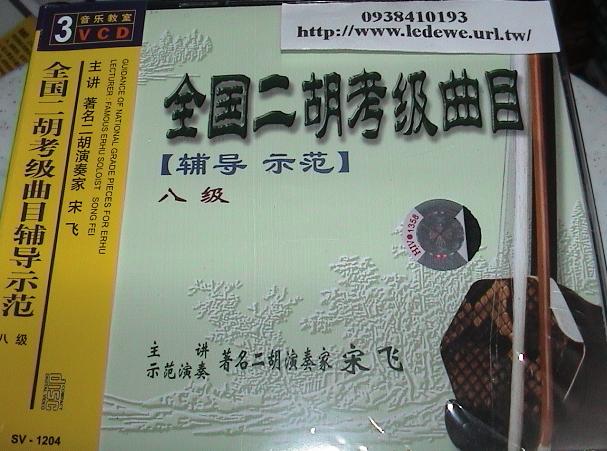 0938410193
http://www.ledewe.url.tw/
3
音乐教室
VCD
全国二胡考级曲目
【辅导 示范】
八级
主讲 著名二胡演奏家 宋飞
GUIDANCE OF NATIONAL GRADE PIECES FOR ERHU
LECTURER : FAMOUS ERHU SOLOIST SONG FEI
全国二胡考级曲目辅导示范
八级
SV - 1204
主 讲
示范演奏
著名二胡演奏家 宋飞